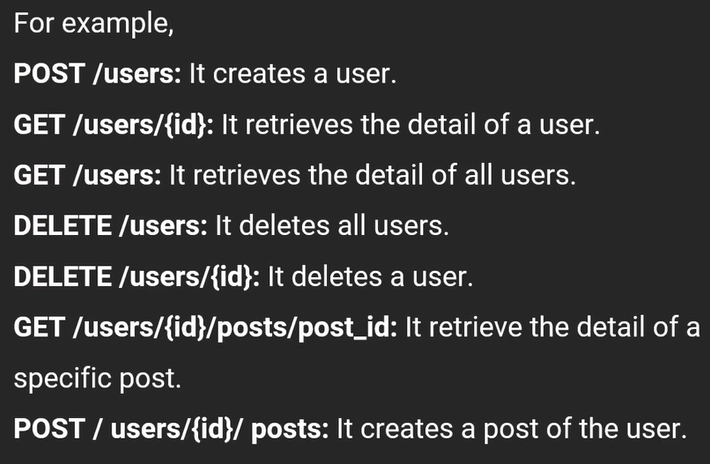 For example,
POST /users: It creates a user.
GET /users/{id}: It retrieves the detail of a user.
GET /users: It retrieves the detail of all users.
DELETE /users: It deletes all users.
DELETE /users/{id}: It deletes a user.
GET /users/{id}/posts/post_id: It retrieve the detail of a
specific post.
POST / users/{id}/ posts: It creates a post of the user.